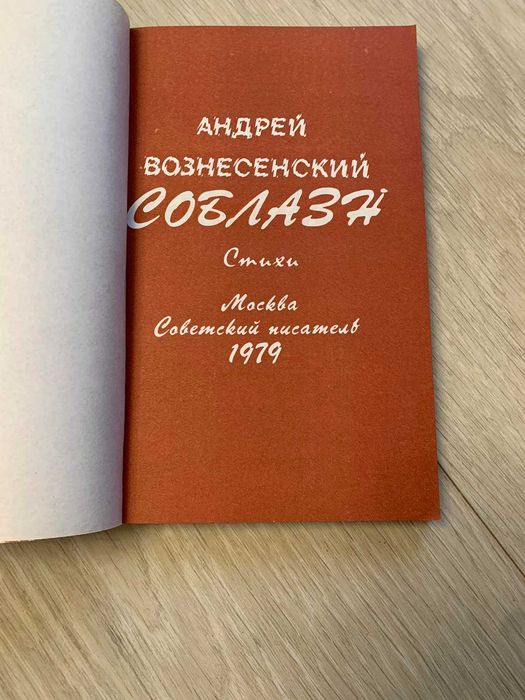 АНДРЕЙ
ВОЗНЕСЕНСКИЙ
СОБЛАЗН
Стихи
Москва
Советский писатель
1979